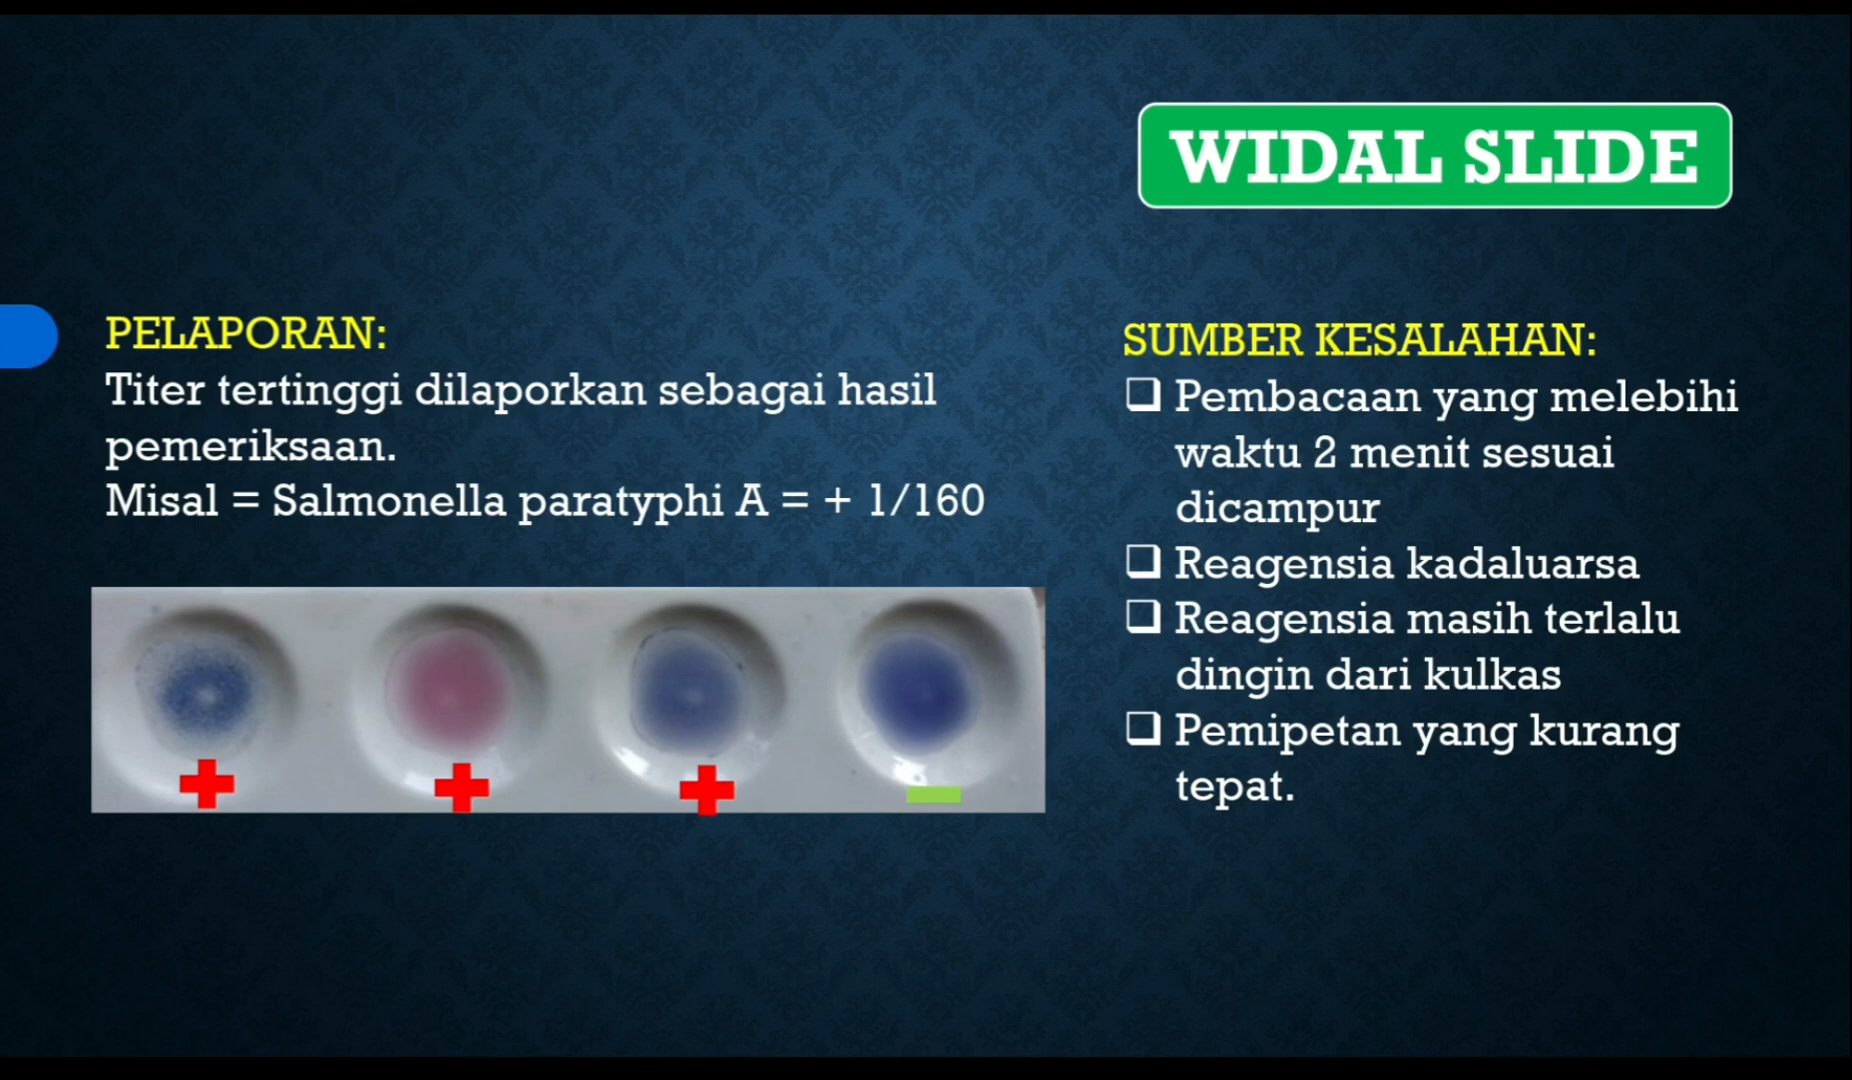 WIDAL SLIDE
PELAPORAN:
Titer tertinggi dilaporkan sebagai hasil
pemeriksaan.
Misal = Salmonella paratyphi A = + 1/160
SUMBER KESALAHAN:
❑ Pembacaan yang melebihi
waktu 2 menit sesuai
dicampur
❑ Reagensia kadaluarsa
❑ Reagensia masih terlalu
dingin dari kulkas
❑ Pemipetan yang kurang
tepat.